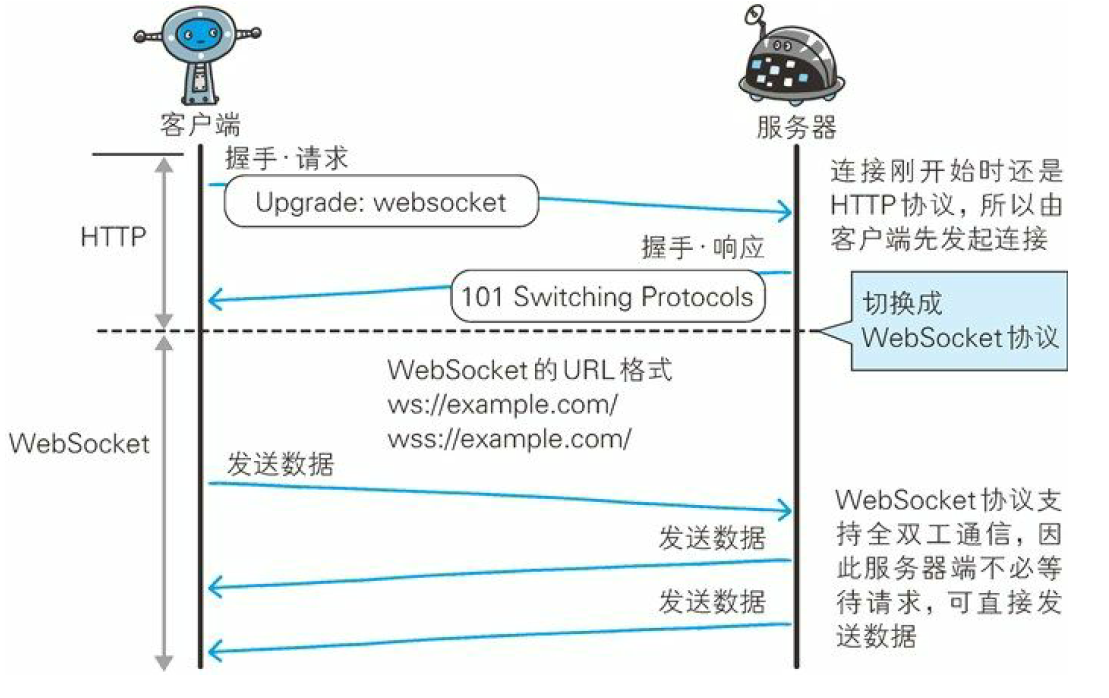 客户端
服务器
握手·请求
Upgrade: websocket
连接刚开始时还是
HTTP协议，所以由
客户端先发起连接
HTTP
握手·响应
101 Switching Protocols
切换成
WebSocket协议
WebSocket的URL格式
ws://example.com/
wss://example.com/
WebSocket
发送数据
WebSocket协议支
持全双工通信，因
此服务器端不必等
待请求，可直接发
送数据
发送数据
发送数据